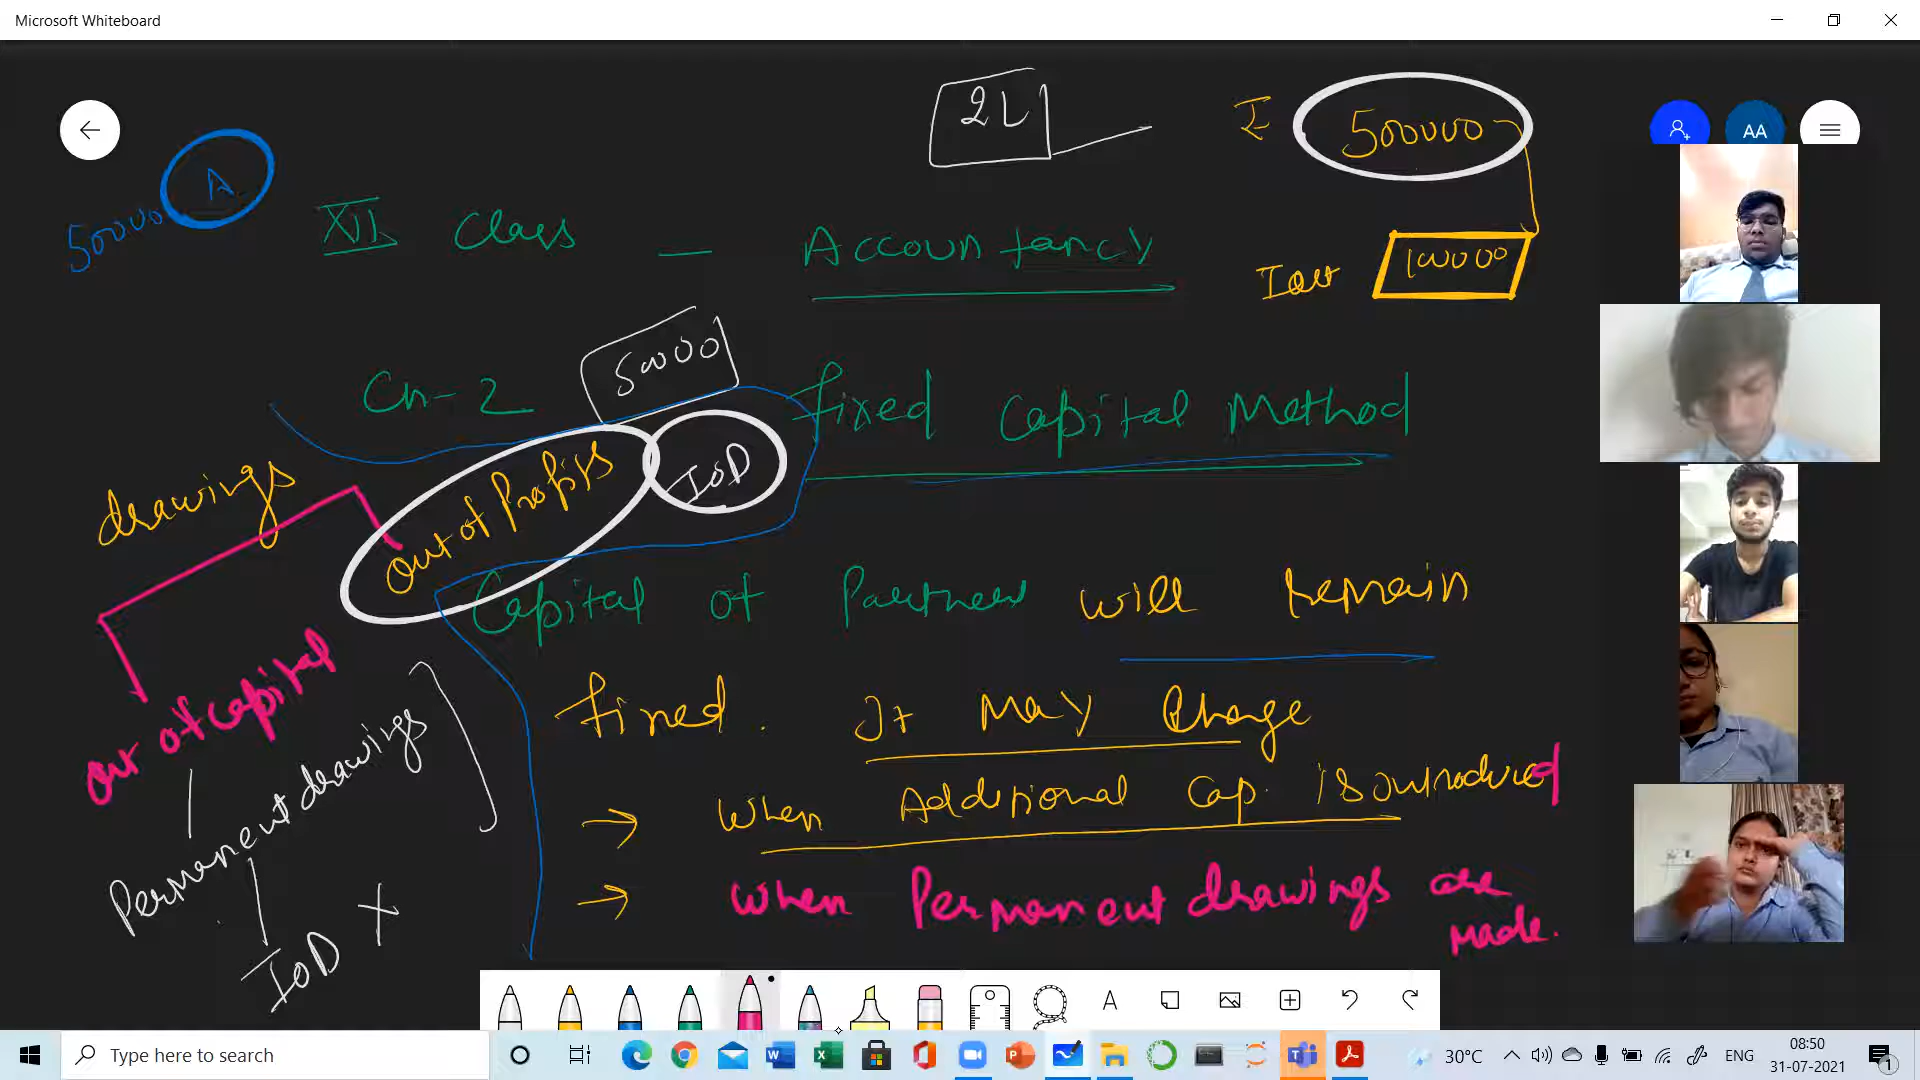 Microsoft Whiteboard
2L
₹ 500000
AA
A
50000
XII Class — Accountancy
100000
Ch-2
50000
fixed Capital Method
drawings
out of Profits
IOD
Capital of Partners will remain
fixed. It May Change
out of capital
→ when Additional Cap. is introduced
Permanent drawings
→ when Permanent drawings are
made.
IOD X
A
Type here to search
30°C
ENG
08:50
31-07-2021
1